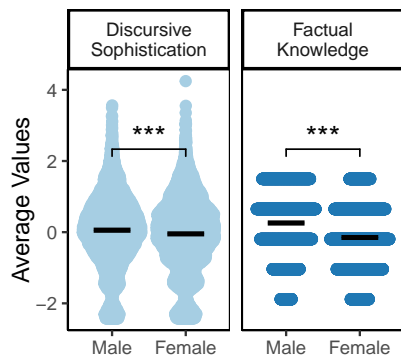 Discursive
Sophistication
Factual
Knowledge
Average Values
4
2
0
−2
***
***
Male
Female
Male
Female